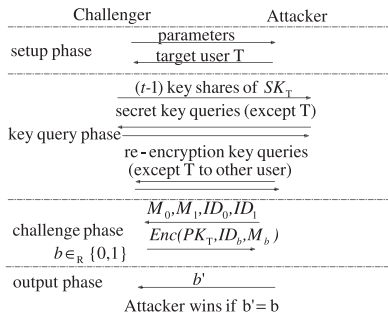 Challenger Attacker
setup phase
parameters
target user T
key query phase
(t-1) key shares of SK_T
secret key queries (except T)
re-encryption key queries
(except T to other user)
challenge phase
b∈_R {0,1}
M_0,M_1,ID_0,ID_1
Enc(PK_T,ID_b,M_b)
output phase
b'
Attacker wins if b'= b